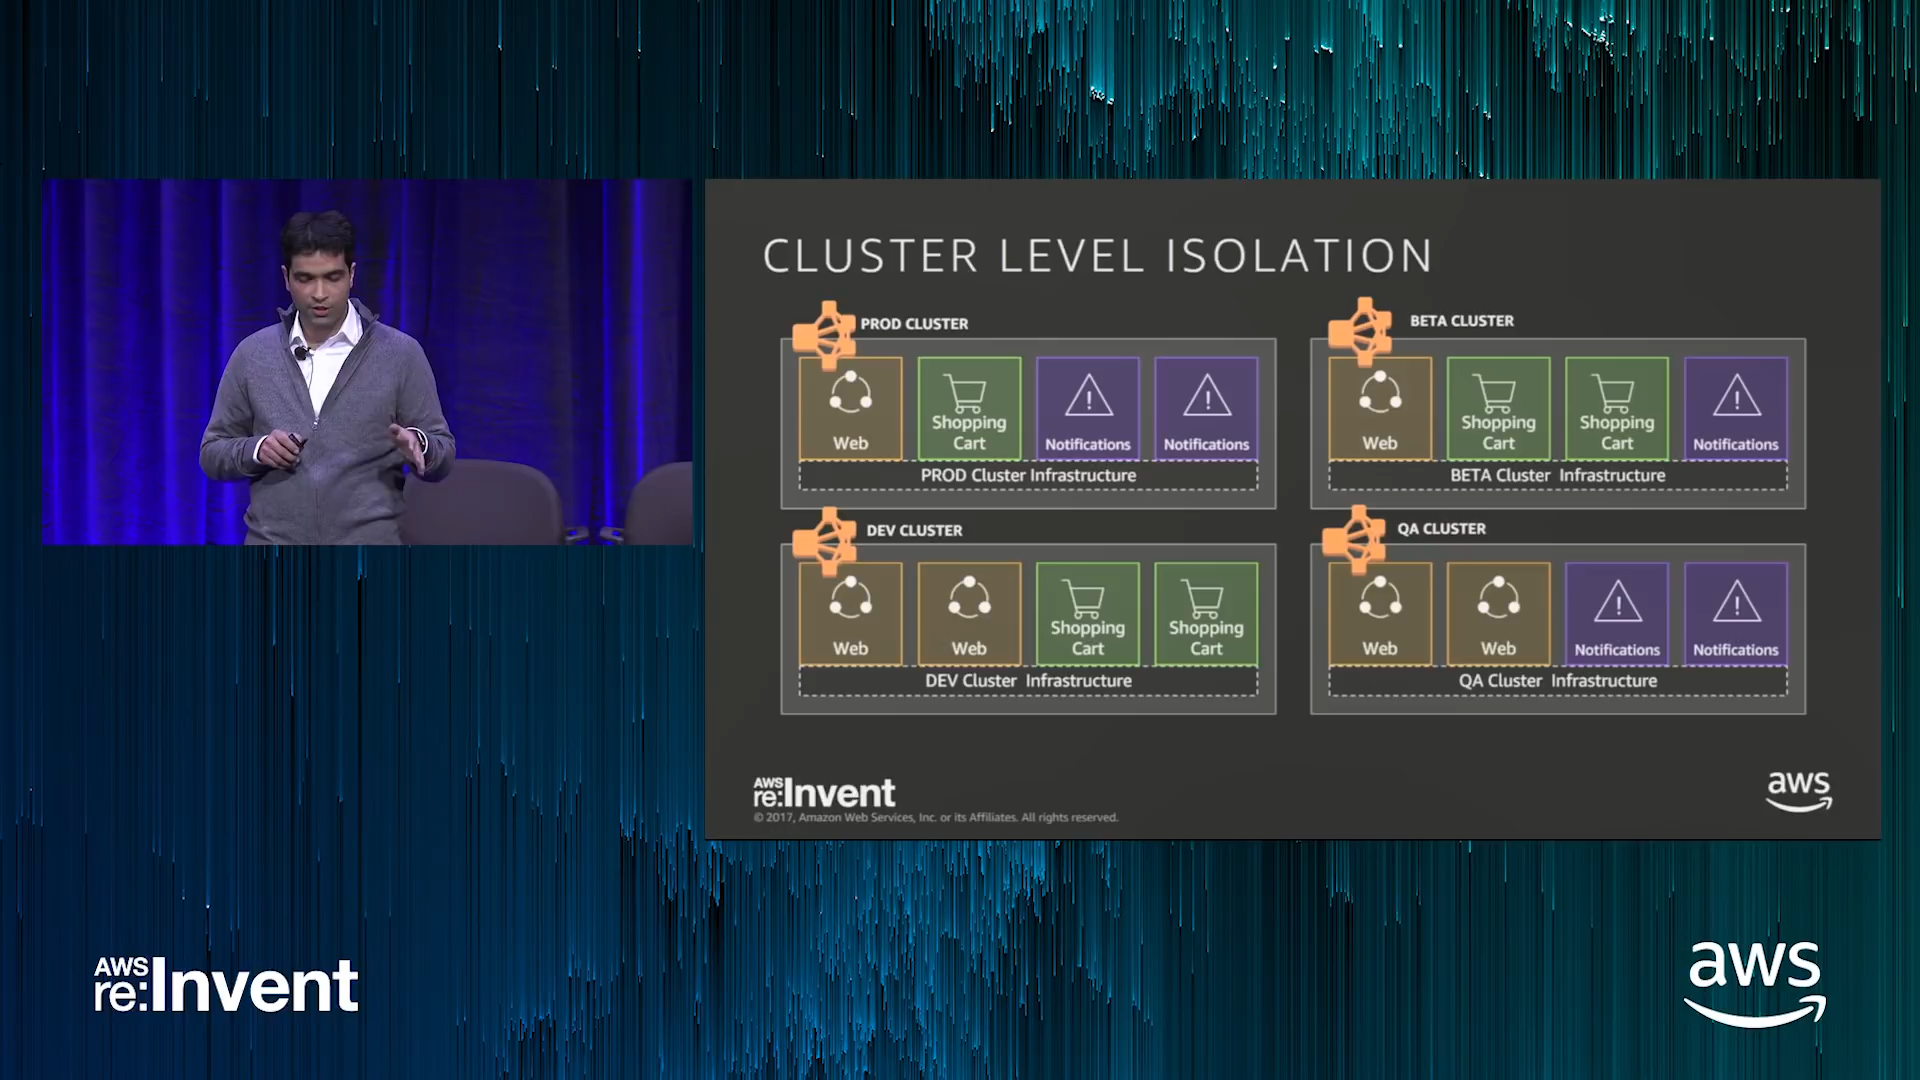 CLUSTER LEVEL ISOLATION
PROD CLUSTER
Web
Shopping
Cart
Notifications
Notifications
PROD Cluster Infrastructure
BETA CLUSTER
Web
Shopping
Cart
Shopping
Cart
Notifications
BETA Cluster Infrastructure
DEV CLUSTER
Web
Web
Shopping
Cart
Shopping
Cart
DEV Cluster Infrastructure
QA CLUSTER
Web
Web
Notifications
Notifications
QA Cluster Infrastructure
AWS
re:Invent
© 2017, Amazon Web Services, Inc. or its Affiliates. All rights reserved.
aws
AWS
re:Invent
aws